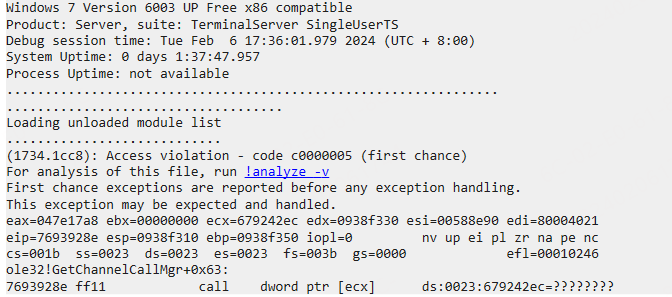 Windows 7 Version 6003 UP Free x86 compatible
Product: Server, suite: TerminalServer SingleUserTS
Debug session time: Tue Feb  6 17:36:01.979 2024 (UTC + 8:00)
System Uptime: 0 days 1:37:47.957
Process Uptime: not available
................................................................
....................................
Loading unloaded module list
............................
(1734.1cc8): Access violation - code c0000005 (first chance)
For analysis of this file, run !analyze -v
First chance exceptions are reported before any exception handling.
This exception may be expected and handled.
eax=047e17a8 ebx=00000000 ecx=679242ec edx=0938f330 esi=00588e90 edi=80004021
eip=7693928e esp=0938f310 ebp=0938f350 iopl=0         nv up ei pl zr na pe nc
cs=001b  ss=0023  ds=0023  es=0023  fs=003b  gs=0000             efl=00010246
ole32!GetChannelCallMgr+0x63:
7693928e ff11            call    dword ptr [ecx]      ds:0023:679242ec=????????